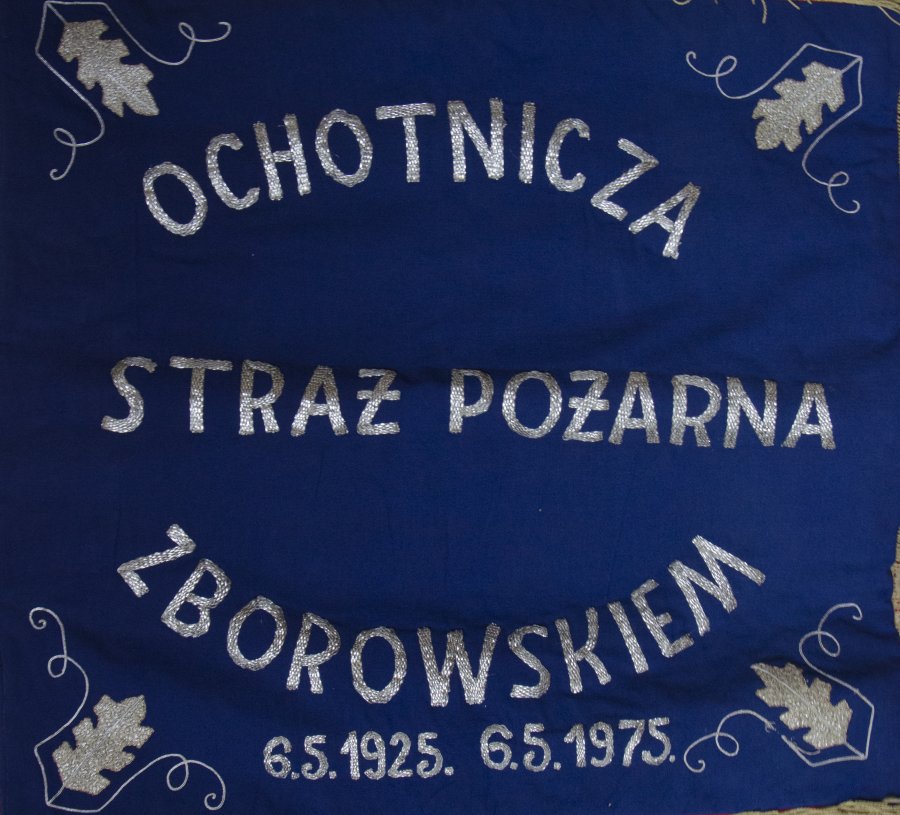 OCHOTNICZA
STRAŻ POŻARNA
ZBOROWSKIEM
6.5.1925. 6.5.1975.